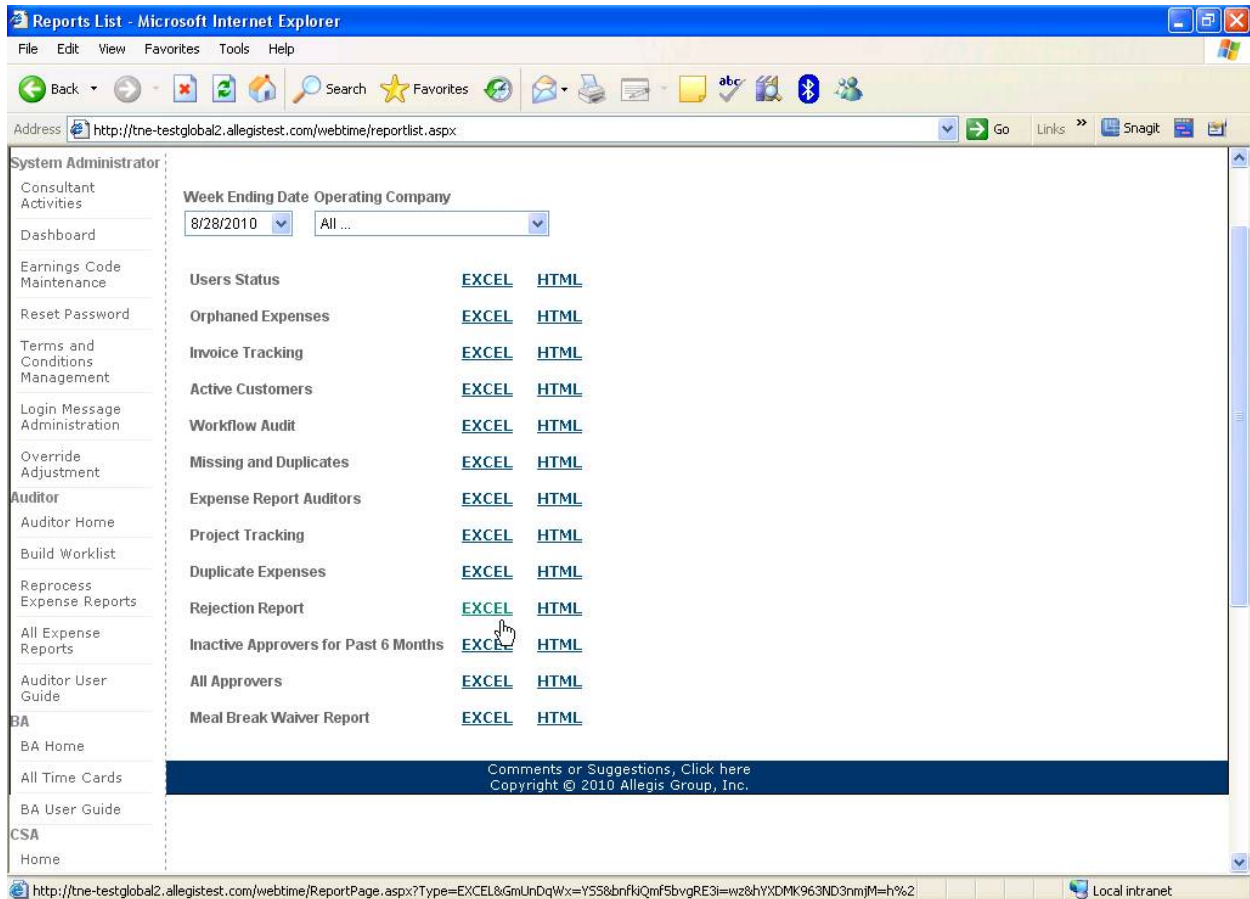 Reports List - Microsoft Internet Explorer
File Edit View Favorites Tools Help
Back Search Favorites
Address http://tne-testglobal2.allegistest.com/webtime/reportlist.aspx Go Links » Snagit
System Administrator
Consultant
Activities
Dashboard
Earnings Code
Maintenance
Reset Password
Terms and
Conditions
Management
Login Message
Administration
Override
Adjustment
Auditor
Auditor Home
Build Worklist
Reprocess
Expense Reports
All Expense
Reports
Auditor User
Guide
BA
BA Home
All Time Cards
BA User Guide
CSA
Home
Week Ending Date Operating Company
8/28/2010 All ...
Users Status EXCEL HTML
Orphaned Expenses EXCEL HTML
Invoice Tracking EXCEL HTML
Active Customers EXCEL HTML
Workflow Audit EXCEL HTML
Missing and Duplicates EXCEL HTML
Expense Report Auditors EXCEL HTML
Project Tracking EXCEL HTML
Duplicate Expenses EXCEL HTML
Rejection Report EXCEL HTML
Inactive Approvers for Past 6 Months EXCEL HTML
All Approvers EXCEL HTML
Meal Break Waiver Report EXCEL HTML
Comments or Suggestions, Click here
Copyright © 2010 Allegis Group, Inc.
http://tne-testglobal2.allegistest.com/webtime/ReportPage.aspx?Type=EXCEL&GmUnDqWx=YS5&bnfkiQmf5bvgRE3i=wz&hYXDMK963ND3nmjM=h%2 Local intranet